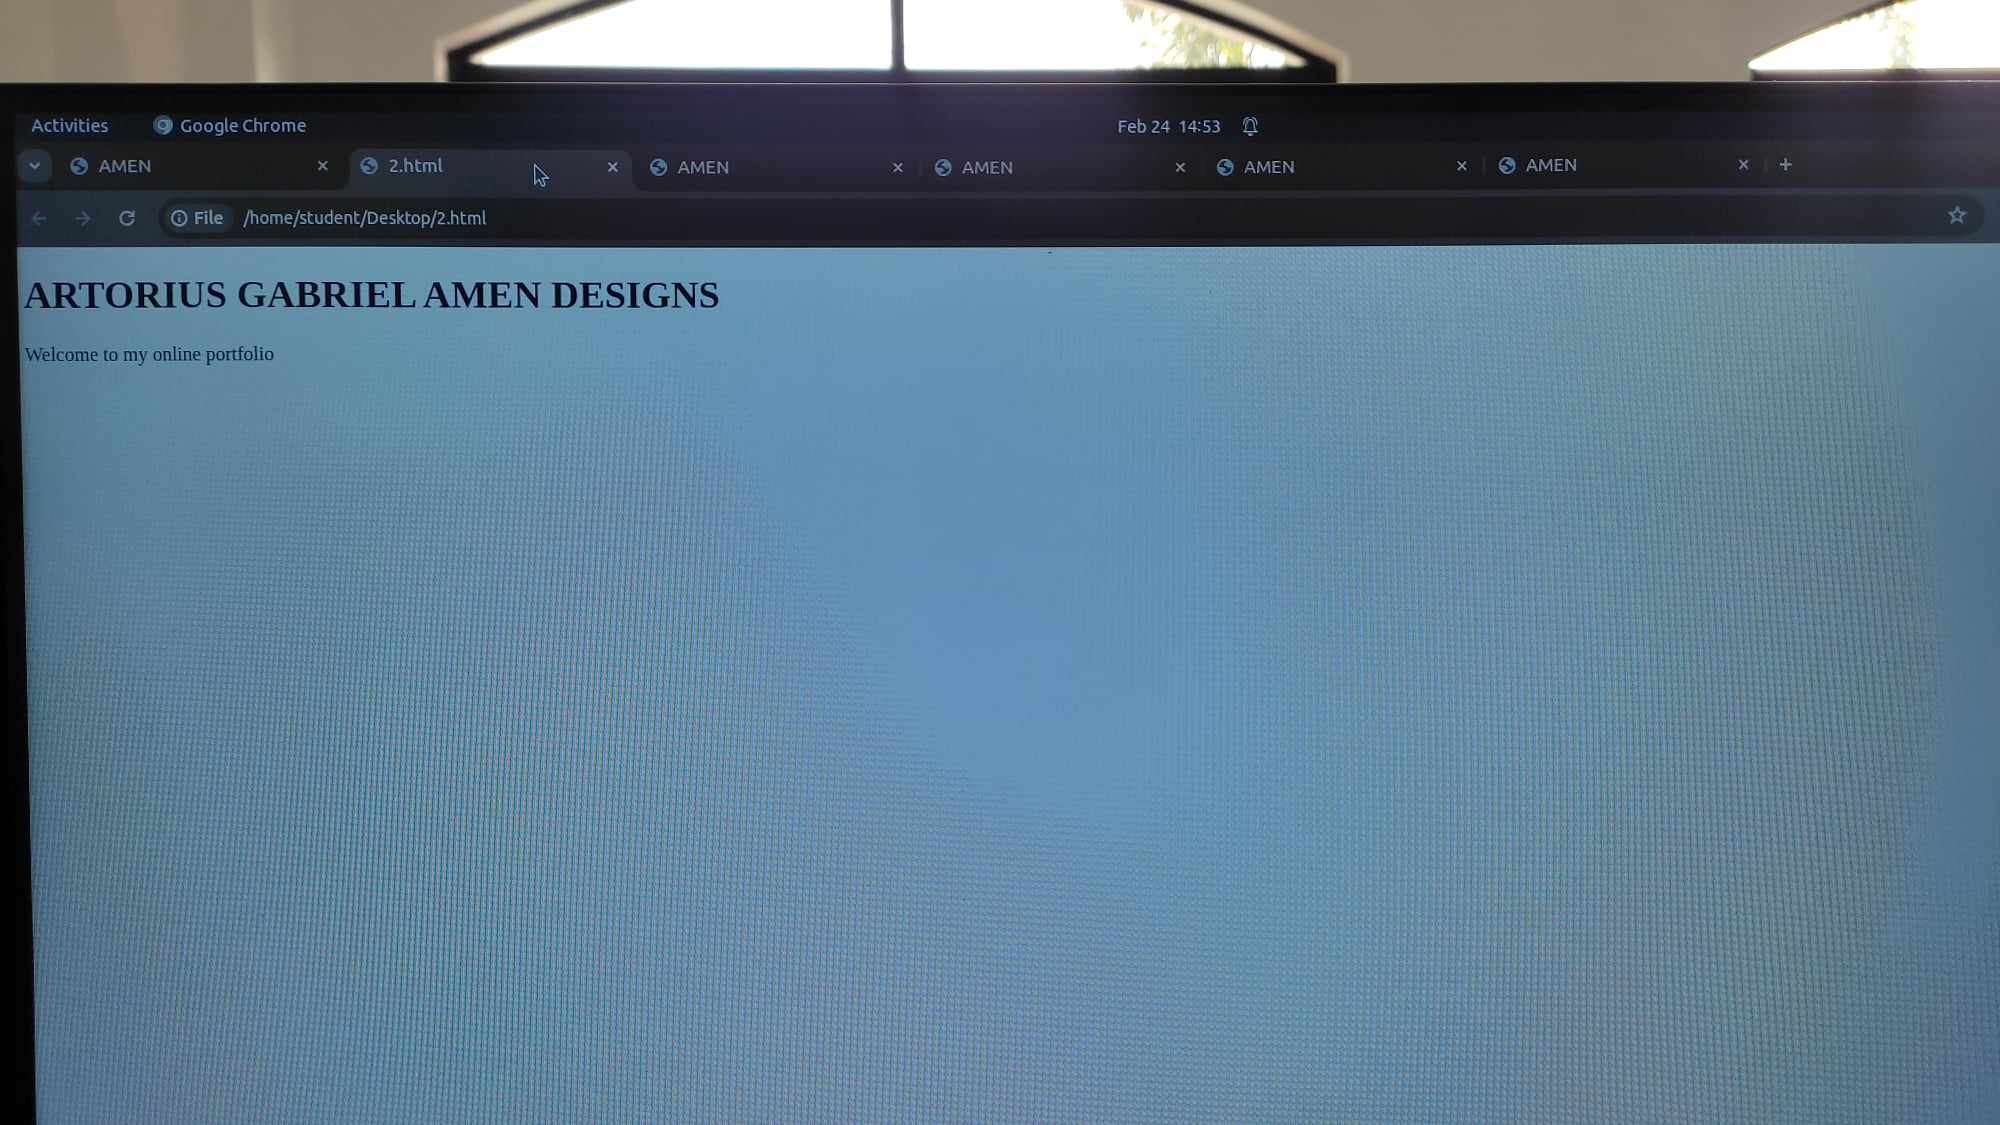 Activities Google Chrome Feb 24 14:53
AMEN 2.html AMEN AMEN AMEN AMEN
File /home/student/Desktop/2.html
ARTORIUS GABRIEL AMEN DESIGNS
Welcome to my online portfolio